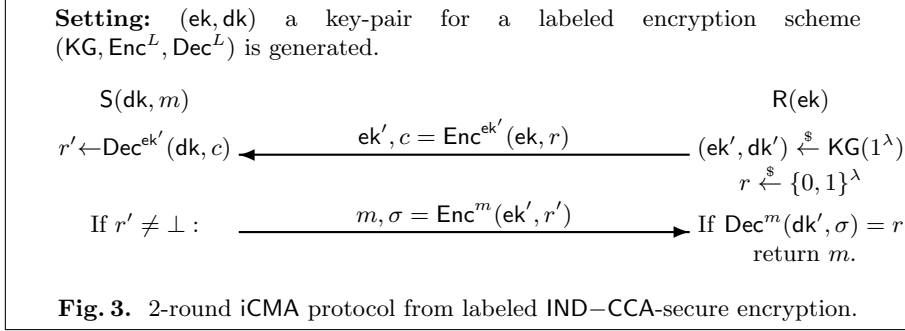 Setting: (ek, dk) a key-pair for a labeled encryption scheme
(KG, Enc^L, Dec^L) is generated.
S(dk, m) R(ek)
r′←Dec^{ek′}(dk, c) ek′, c = Enc^{ek′}(ek, r) (ek′, dk′) ←$ KG(1^λ)
r ←$ {0, 1}^λ
If r′ ≠ ⊥ : m, σ = Enc^m(ek′, r′) If Dec^m(dk′, σ) = r
return m.
Fig. 3. 2-round iCMA protocol from labeled IND−CCA-secure encryption.